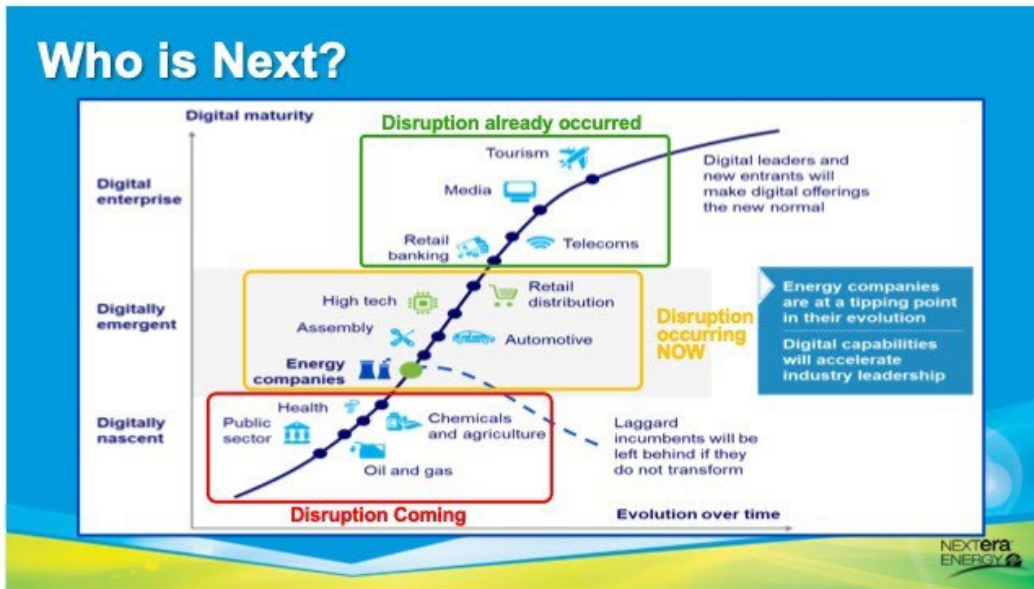 Who is Next?
Digital maturity
Disruption already occurred
Tourism
Digital
enterprise
Media
Digital leaders and
new entrants will
make digital offerings
the new normal
Retail
banking
Telecoms
High tech
Retail
distribution
Digitally
emergent
Assembly
Automotive
Disruption
occurring
NOW
Energy companies
are at a tipping point
in their evolution
Digital capabilities
will accelerate
industry leadership
Energy
companies
Health
Digitally
nascent
Public
sector
Chemicals
and agriculture
Oil and gas
Laggard
incumbents will be
left behind if they
do not transform
Disruption Coming
Evolution over time
NEXTera
ENERGY